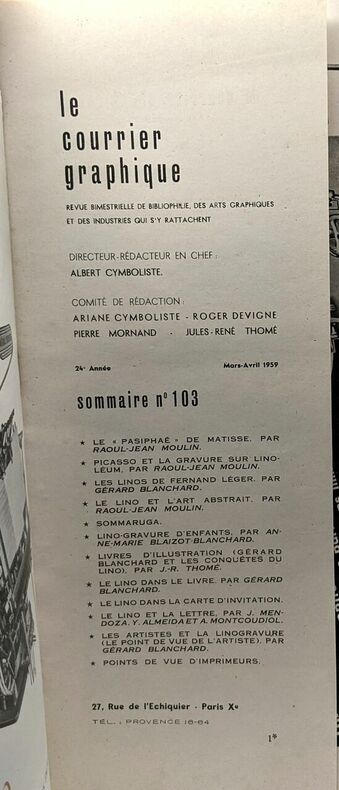 le
courrier
graphique
REVUE BIMESTRIELLE DE BIBLIOPHILIE, DES ARTS GRAPHIQUES
ET DES INDUSTRIES QUI S'Y RATTACHENT
DIRECTEUR-RÉDACTEUR EN CHEF :
ALBERT CYMBOLISTE.
COMITÉ DE RÉDACTION :
ARIANE CYMBOLISTE - ROGER DEVIGNE
PIERRE MORNAND - JULES-RENÉ THOMÉ
24e Année Mars-Avril 1959
sommaire n° 103
★ LE « PASIPHAÉ » DE MATISSE, PAR
RAOUL-JEAN MOULIN.
★ PICASSO ET LA GRAVURE SUR LINO-
LÉUM, PAR RAOUL-JEAN MOULIN.
★ LES LINOS DE FERNAND LÉGER, PAR
GÉRARD BLANCHARD.
★ LE LINO ET L'ART ABSTRAIT, PAR
RAOUL-JEAN MOULIN.
★ SOMMARUGA.
★ LINO-GRAVURE D'ENFANTS, PAR AN-
NE-MARIE BLAIZOT-BLANCHARD.
★ LIVRES D'ILLUSTRATION (GÉRARD
BLANCHARD ET LES CONQUÊTES DU
LINO), PAR J.-R. THOMÉ.
★ LE LINO DANS LE LIVRE, PAR GÉRARD
BLANCHARD.
★ LE LINO DANS LA CARTE D'INVITATION.
★ LE LINO ET LA LETTRE, PAR J. MEN-
DOZA, Y. ALMEIDA ET A. MONTCOUDIOL.
★ LES ARTISTES ET LA LINOGRAVURE
(LE POINT DE VUE DE L'ARTISTE), PAR
GÉRARD BLANCHARD.
★ POINTS DE VUE D'IMPRIMEURS.
27, Rue de l'Echiquier - Paris Xe
TÉL. : PROVENCE 16-64
1*